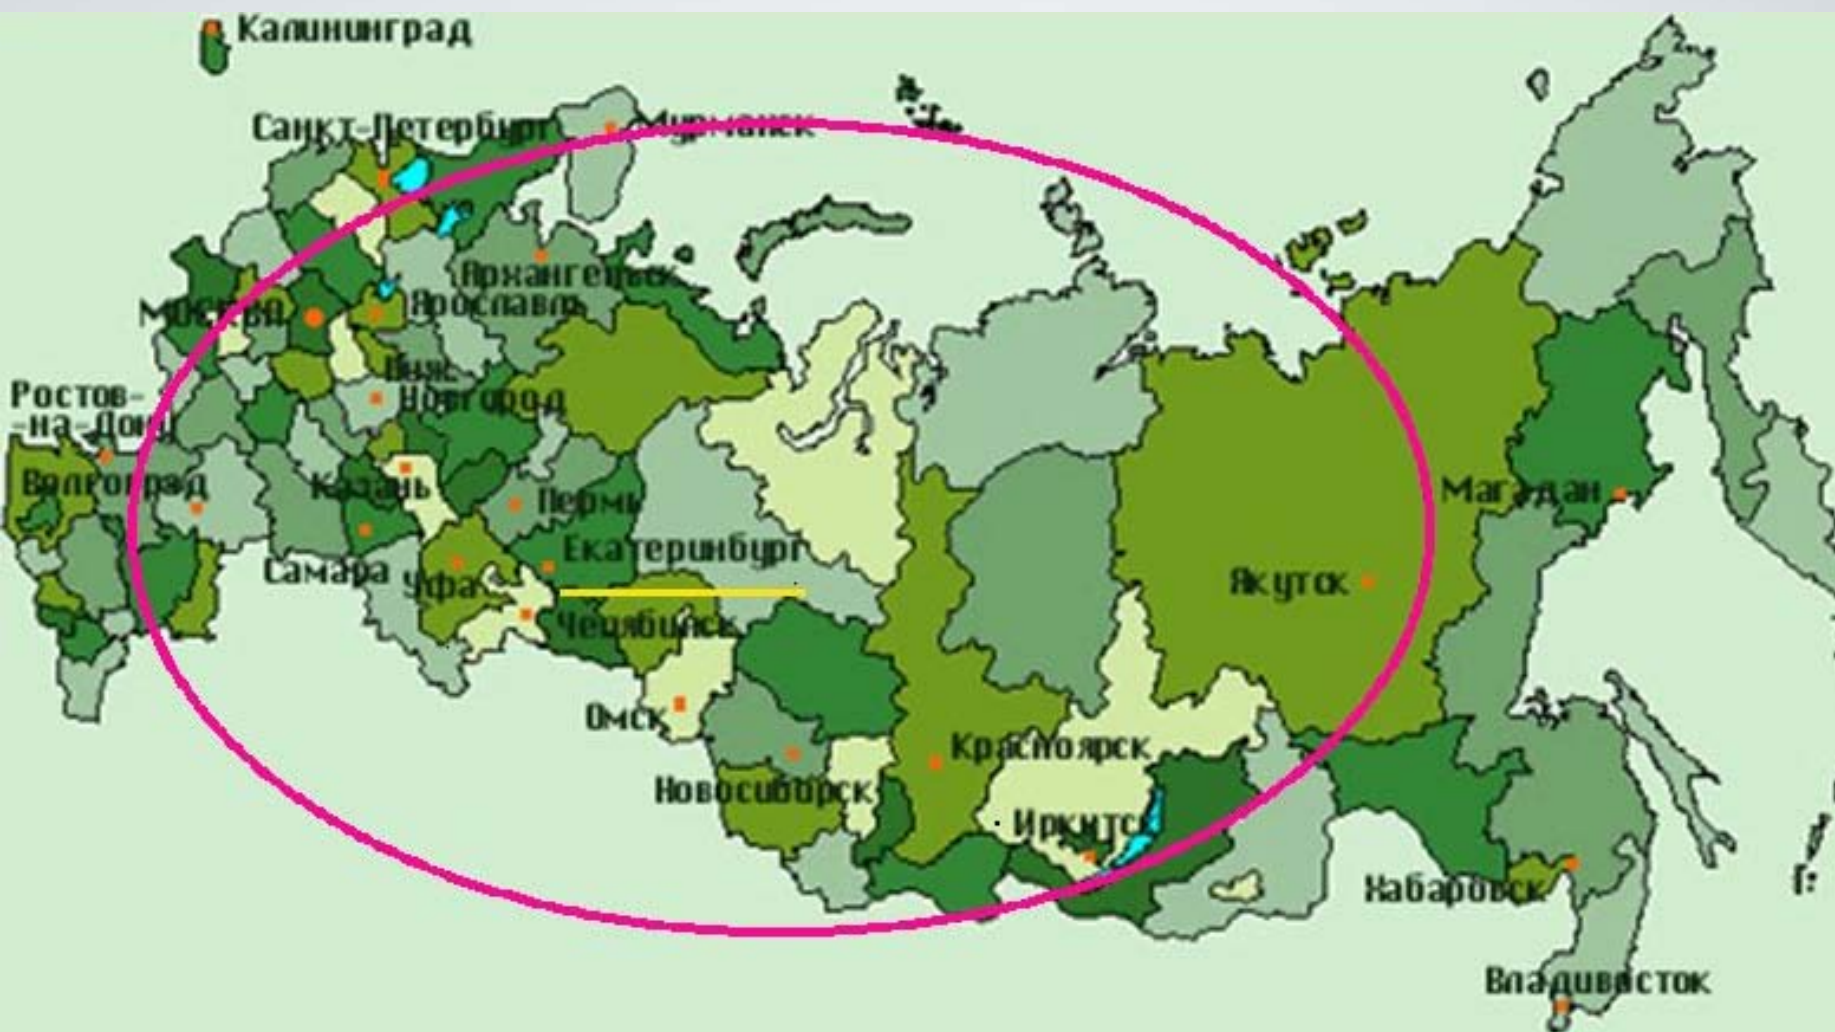 Калининград
Санкт-Петербург
Мурманск
Архангельск
Москва
Ярославль
Ниж.
Новгород
Ростов-
-на-Дону
Волгоград
Казань
Пермь
Магадан
Екатеринбург
Самара
Уфа
Якутск
Челябинск
Омск
Красноярск
Новосибирск
Иркутск
Хабаровск
Владивосток